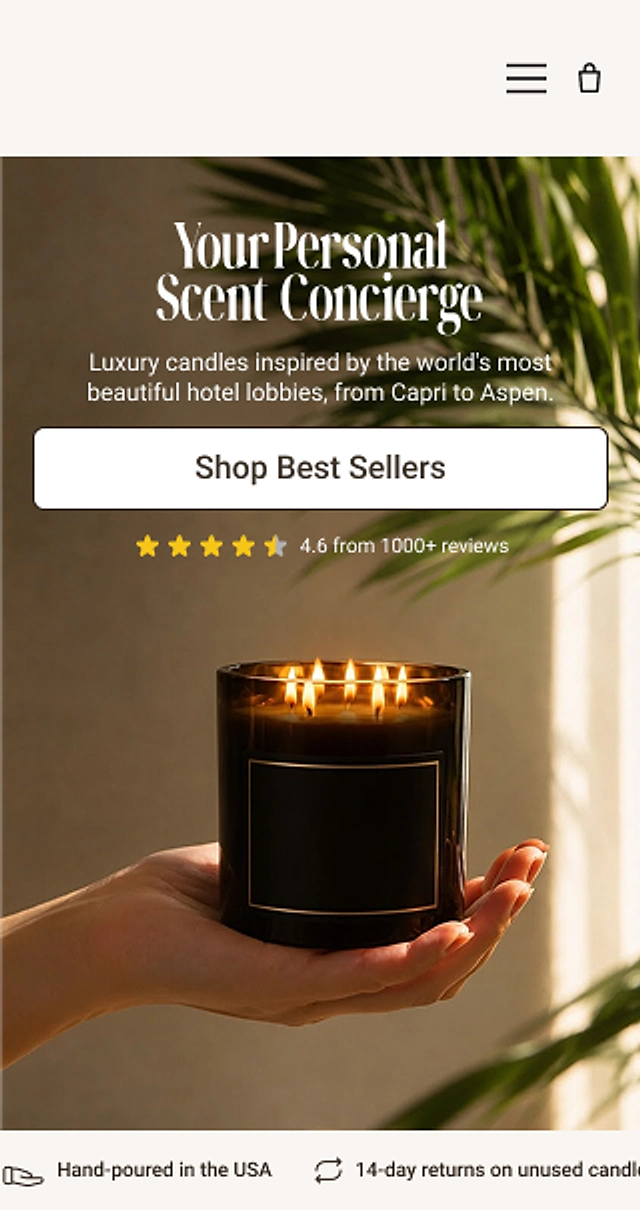 Your Personal
Scent Concierge
Luxury candles inspired by the world's most
beautiful hotel lobbies, from Capri to Aspen.
Shop Best Sellers
4.6 from 1000+ reviews
Hand-poured in the USA
14-day returns on unused